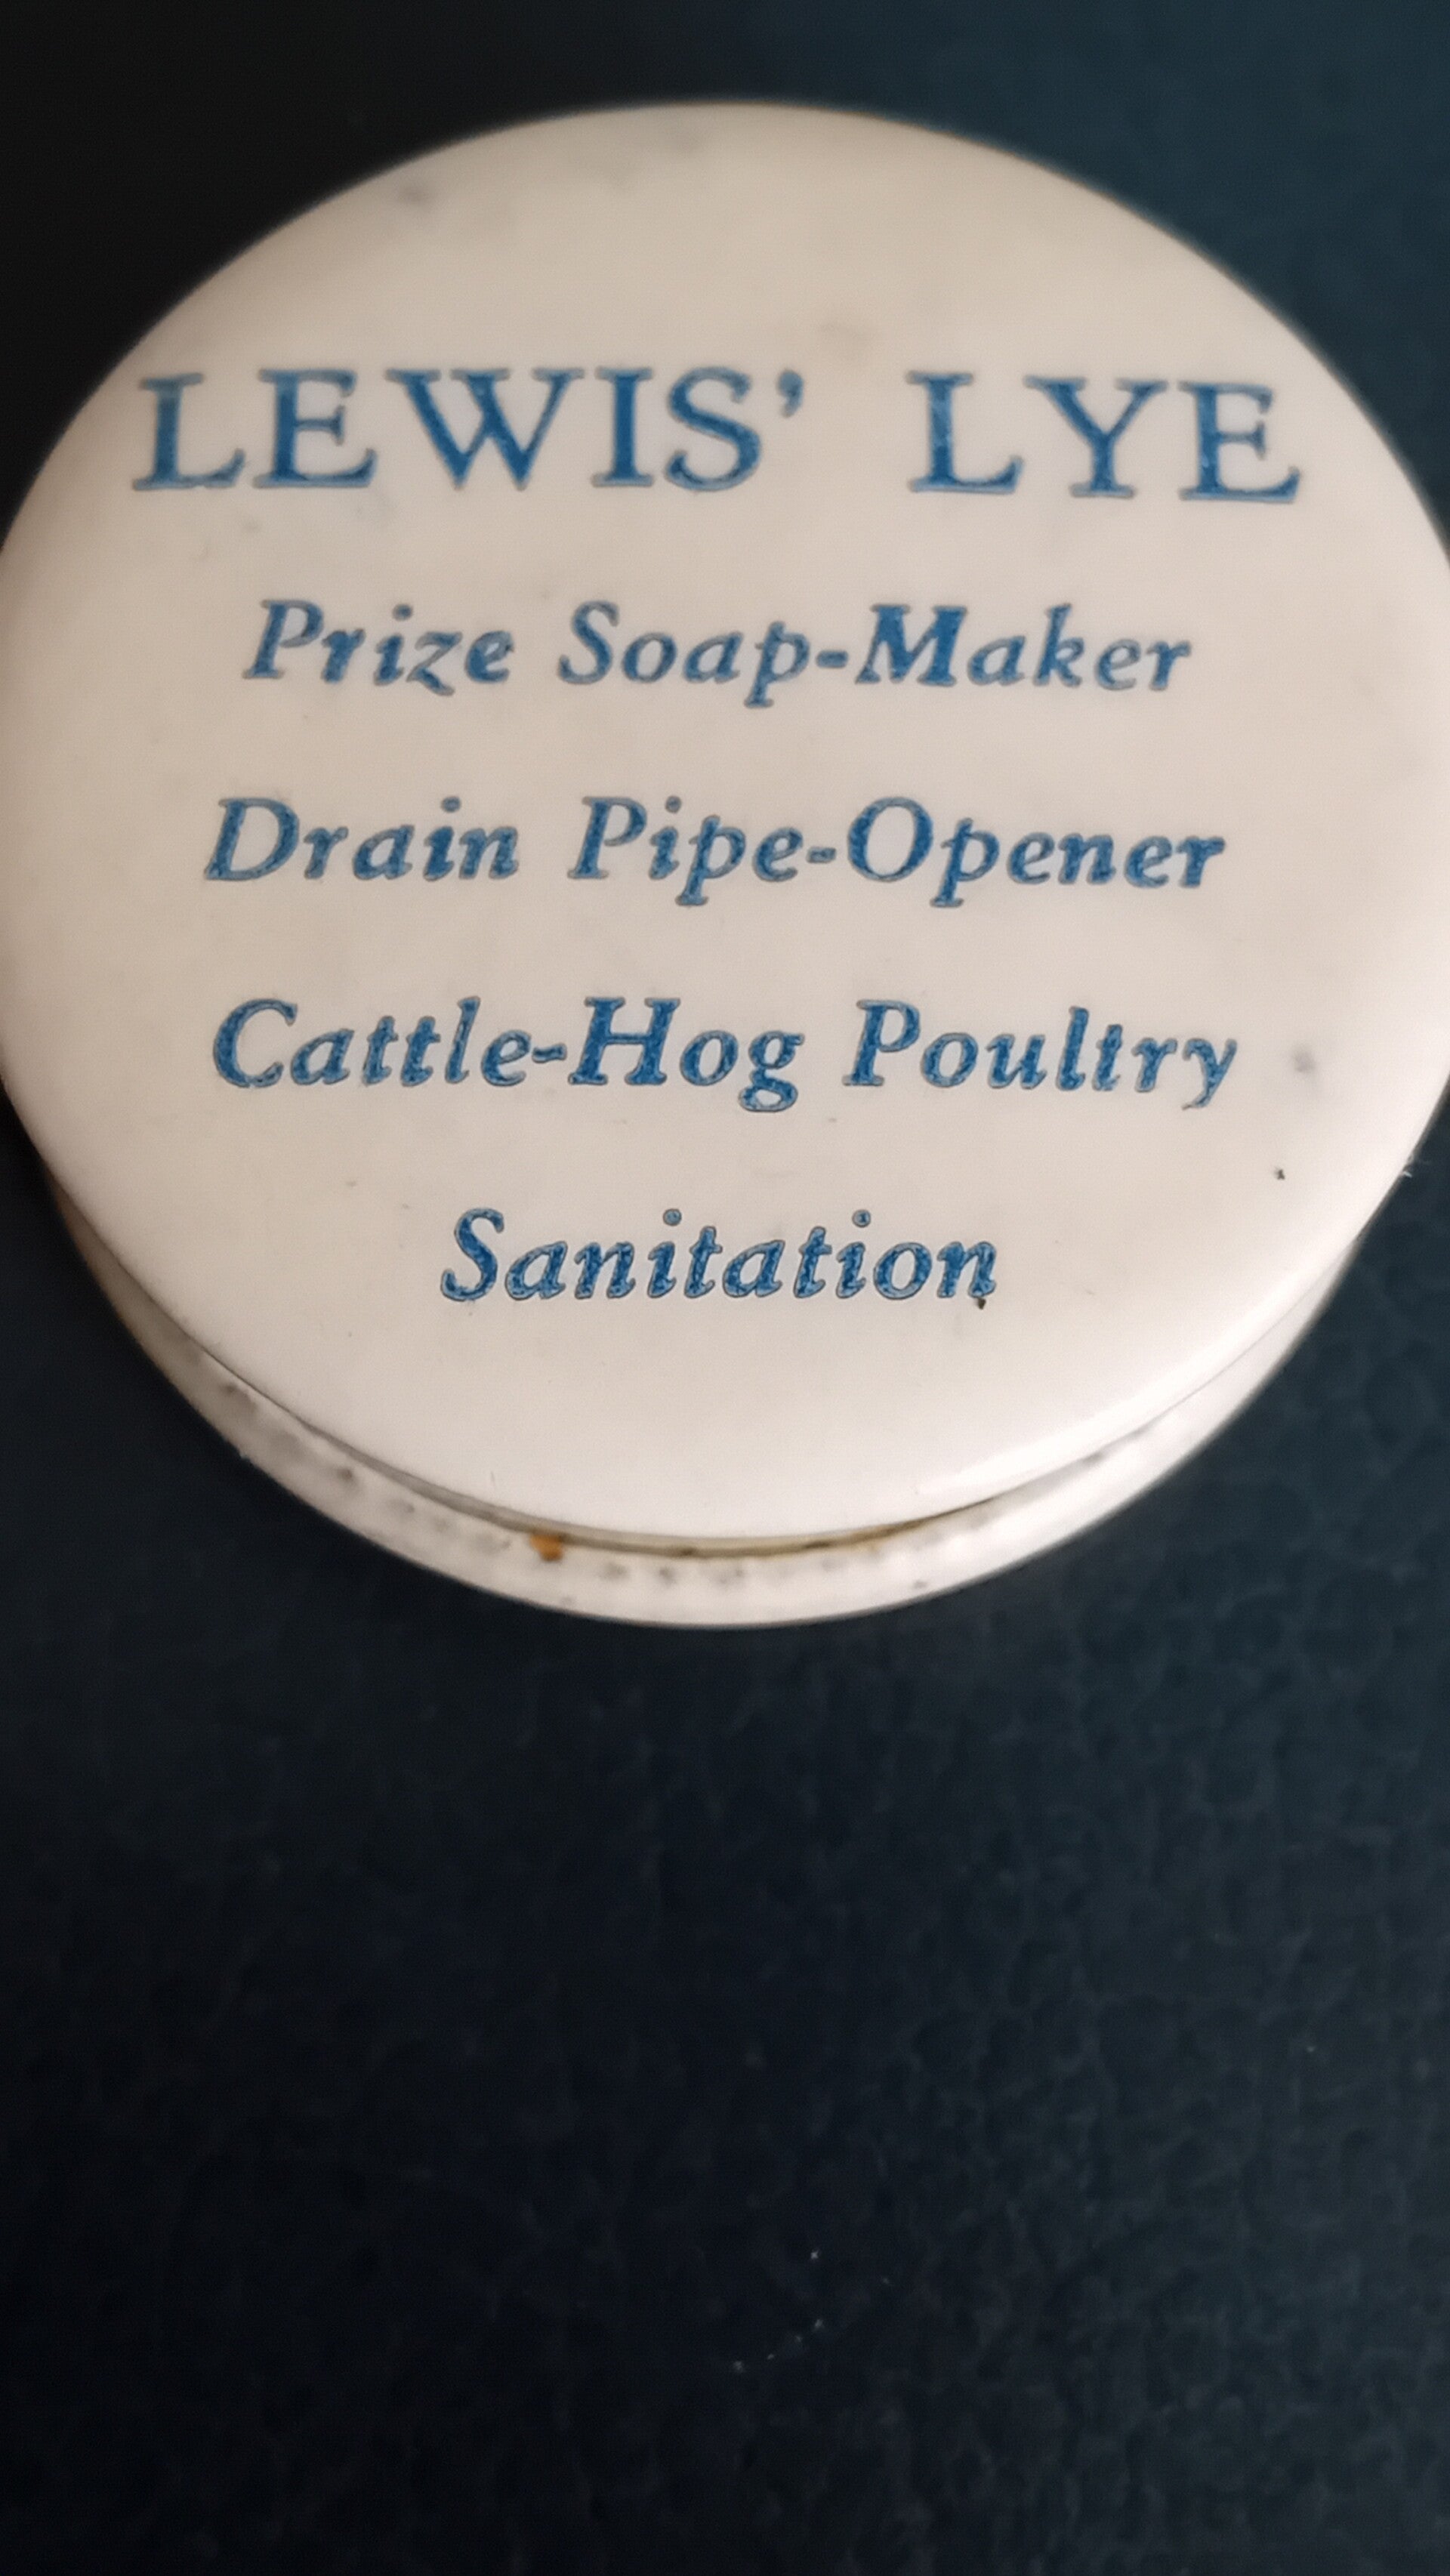 LEWIS' LYE
Prize Soap-Maker
Drain Pipe-Opener
Cattle-Hog Poultry
Sanitation